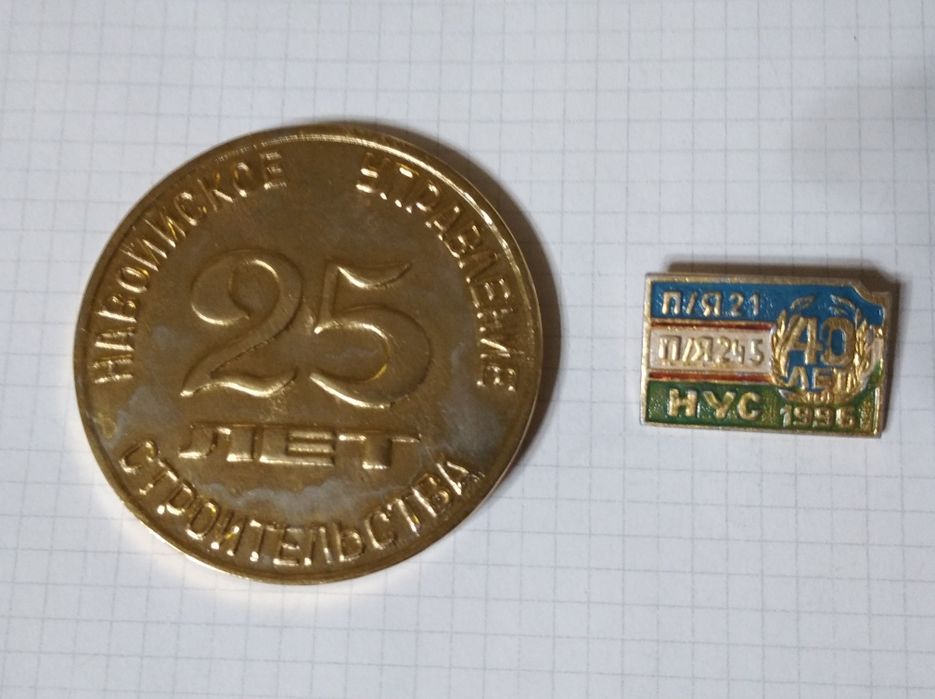 НАВОИЙСКОЕ УПРАВЛЕНИЕ
25
ЛЕТ
СТРОИТЕЛЬСТВА
П/Я 21
П/Я 245
НУС
40
ЛЕТ
1996